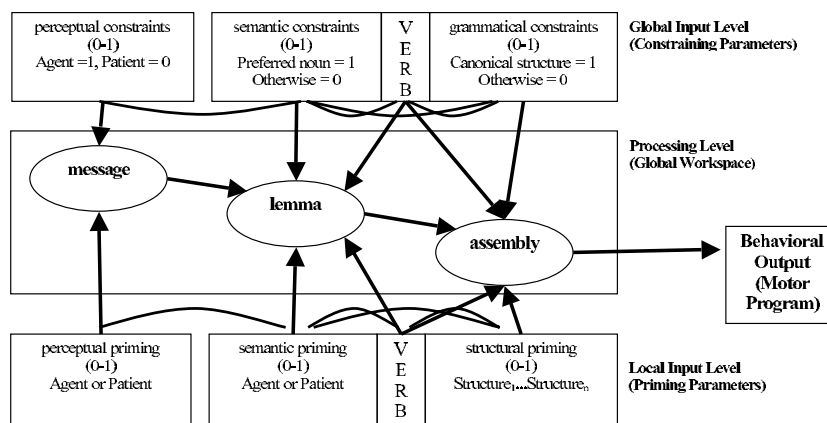 perceptual constraints
(0-1)
Agent =1, Patient = 0
semantic constraints
(0-1)
Preferred noun = 1
Otherwise = 0
V
E
R
B
grammatical constraints
(0-1)
Canonical structure = 1
Otherwise = 0
Global Input Level
(Constraining Parameters)
message
lemma
assembly
Processing Level
(Global Workspace)
Behavioral
Output
(Motor
Program)
perceptual priming
(0-1)
Agent or Patient
semantic priming
(0-1)
Agent or Patient
V
E
R
B
structural priming
(0-1)
Structure₁...Structureₙ
Local Input Level
(Priming Parameters)